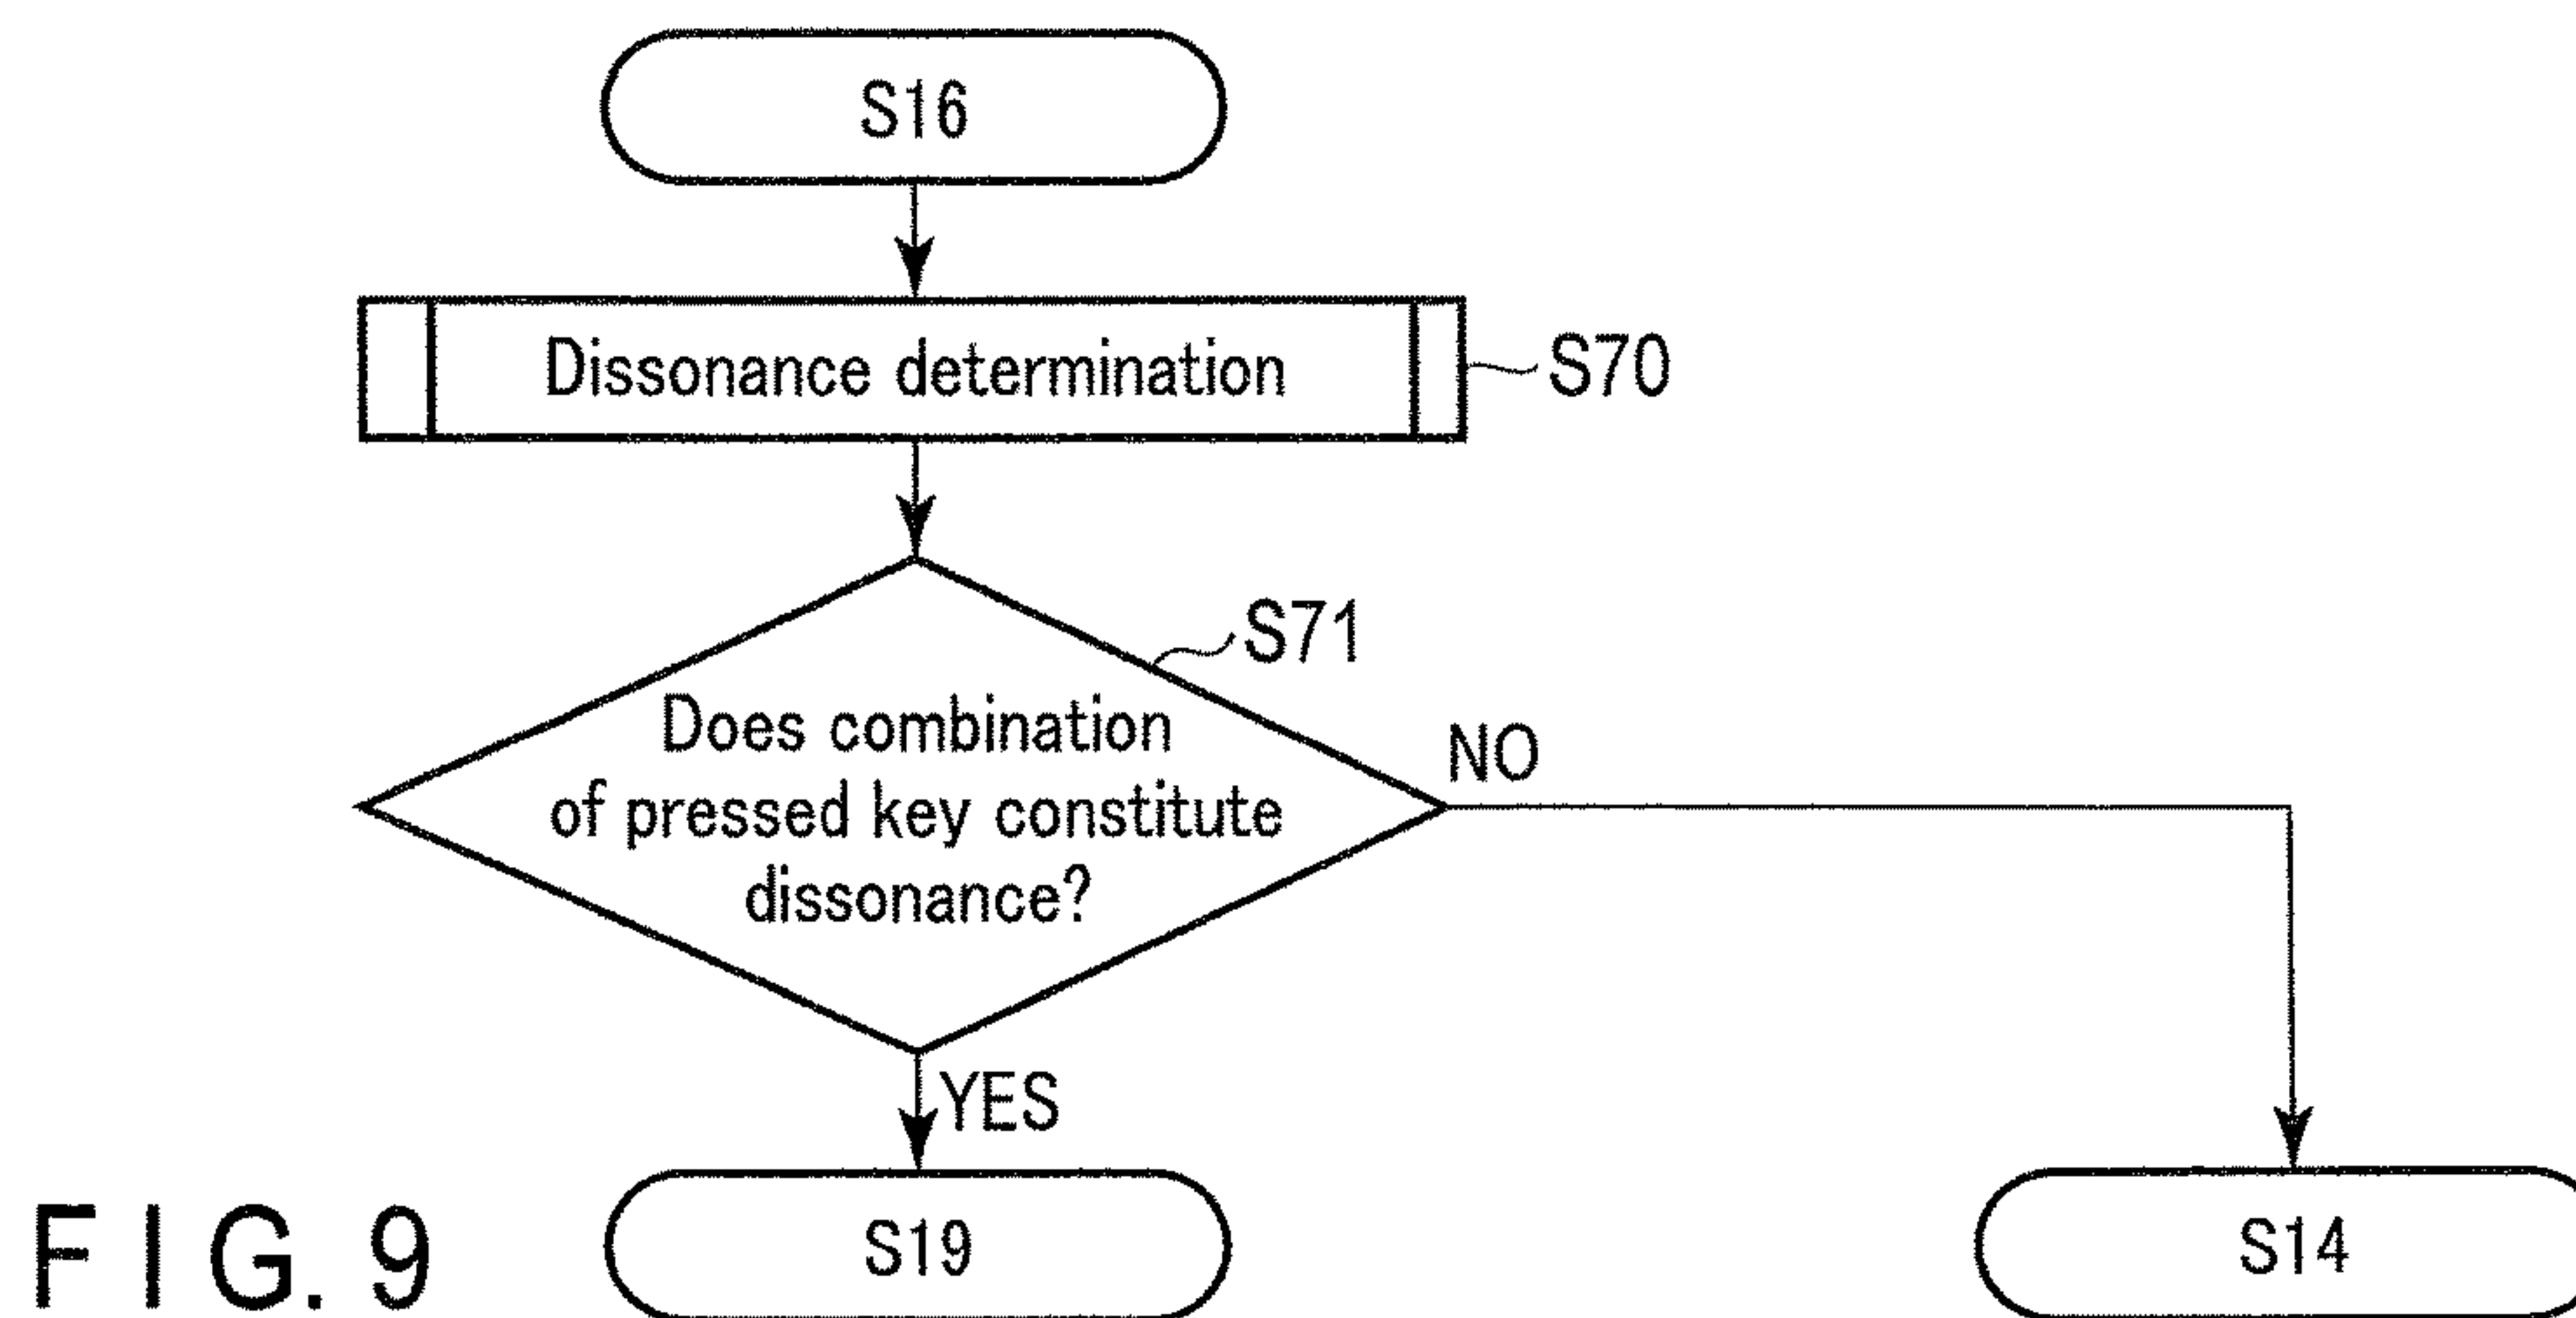 S16
Dissonance determination
S70
S71
Does combination
of pressed key constitute
dissonance?
NO
YES
S19
S14
FIG. 9